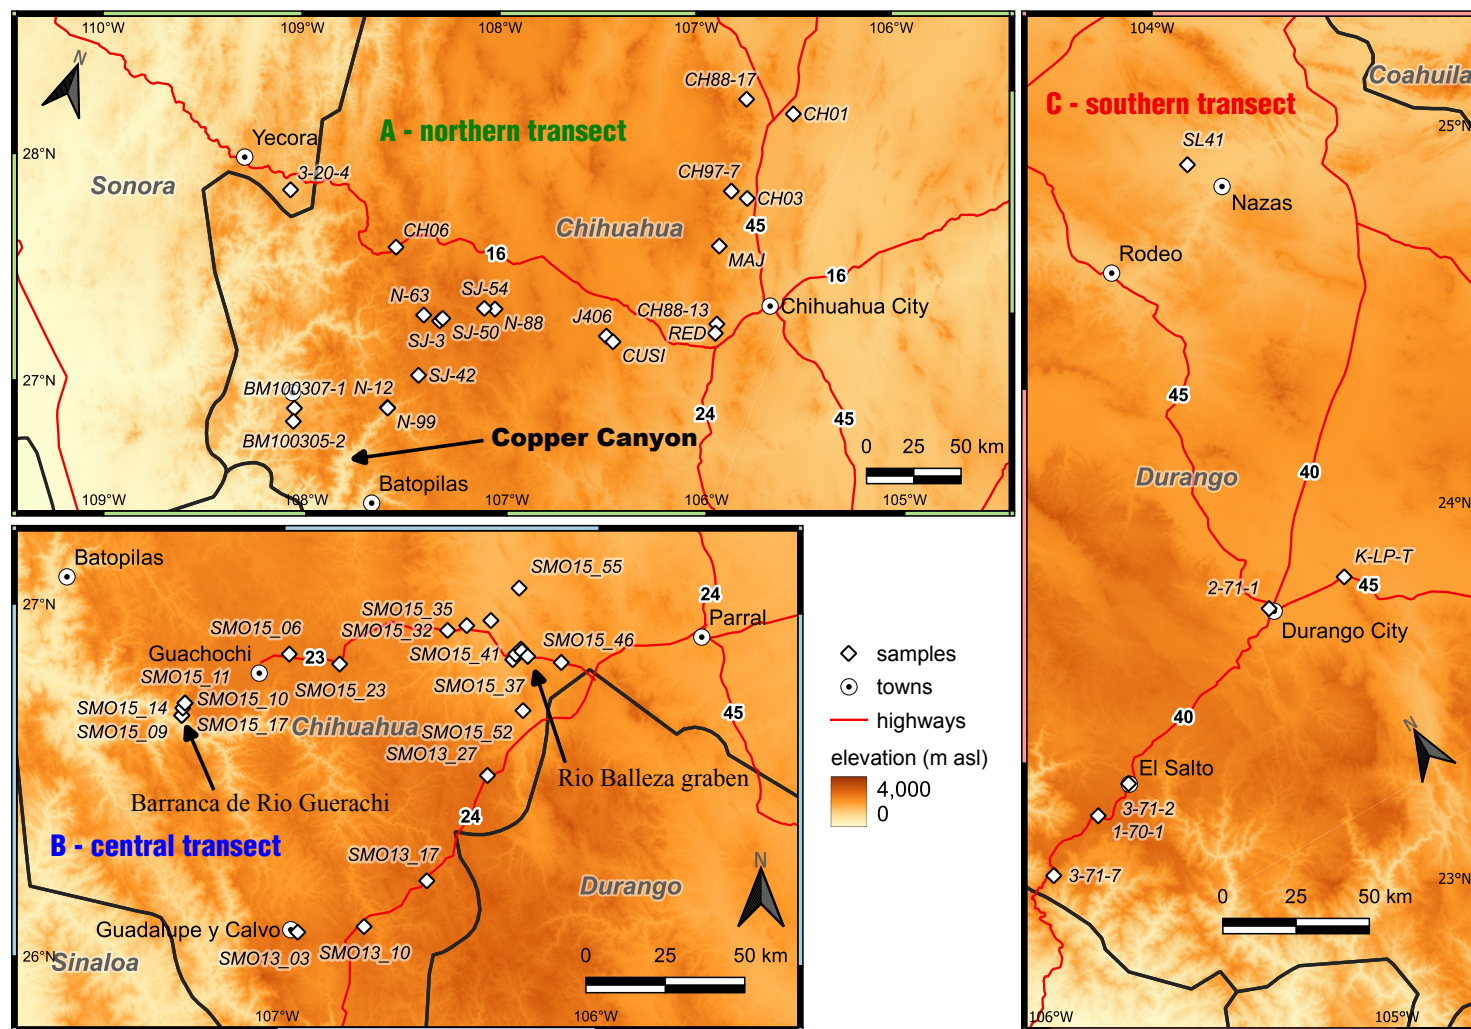 110°W
109°W
108°W
107°W
106°W
N
CH88-17
CH01
A - northern transect
Yecora
28°N
3-20-4
Sonora
CH97-7
CH03
Chihuahua
45
CH06
MAJ
16
16
SJ-54
N-63
Chihuahua City
CH88-13
J406
N-88
SJ-50
RED
SJ-3
CUSI
27°N
SJ-42
BM100307-1
N-12
24
45
N-99
BM100305-2
Copper Canyon
0
25
50 km
Batopilas
109°W
108°W
107°W
106°W
105°W
Batopilas
SMO15_55
27°N
24
SMO15_35
Parral
SMO15_06
SMO15_32
SMO15_46
Guachochi
23
SMO15_41
SMO15_11
SMO15_37
SMO15_10
SMO15_23
SMO15_14
45
SMO15_09
SMO15_17
Chihuahua
SMO15_52
SMO13_27
Rio Balleza graben
Barranca de Rio Guerachi
24
B - central transect
SMO13_17
N
Durango
Guadalupe y Calvo
SMO13_03
SMO13_10
0
25
50 km
26°N
Sinaloa
107°W
106°W
samples
towns
highways
elevation (m asl)
4,000
0
104°W
Coahuila
C - southern transect
25°N
SL41
Nazas
Rodeo
45
40
Durango
24°N
K-LP-T
2-71-1
45
Durango City
40
N
El Salto
3-71-2
1-70-1
3-71-7
0
25
50 km
23°N
106°W
105°W